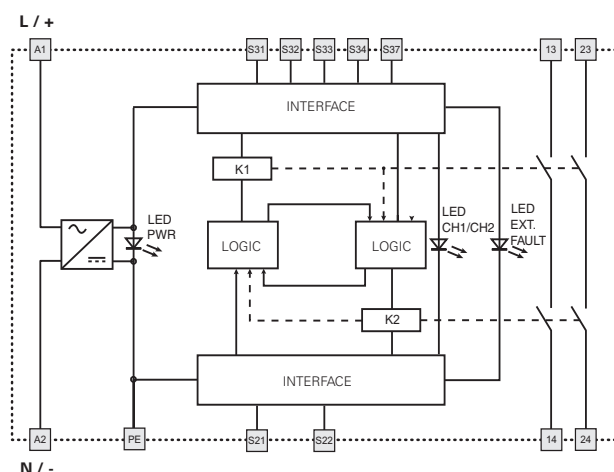 L / +
A1
S31
S32
S33
S34
S37
13
23
INTERFACE
K1
LED
PWR
LOGIC
LOGIC
LED
CH1/CH2
LED
EXT.
FAULT
K2
INTERFACE
A2
PE
S21
S22
14
24
N / -